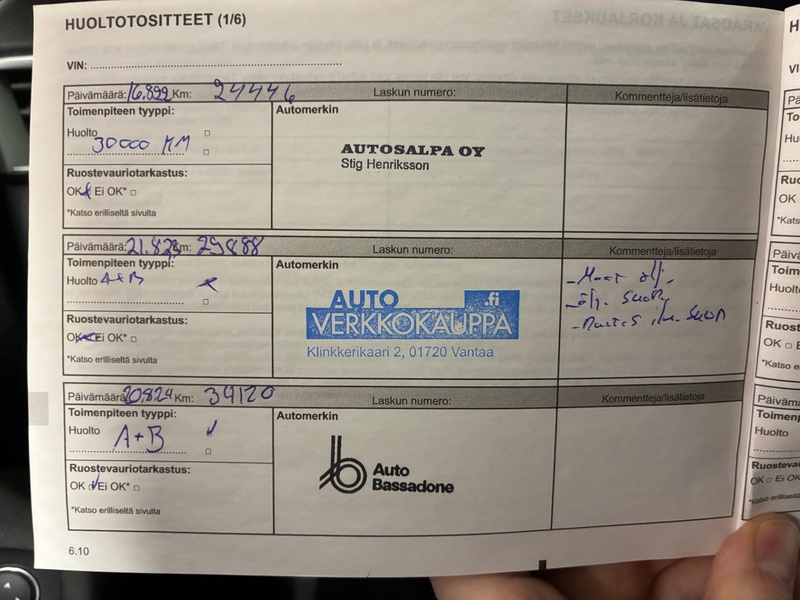 HUOLTOTOSITTEET (1/6)
VIN:
Päivämäärä: 16.8.22 Km: 24446 Laskun numero: Kommentteja/lisätietoja
Toimenpiteen tyyppi: Automerkin
Huolto
30000 KM
AUTOSALPA OY
Stig Henriksson
Ruostevauriotarkastus:
OK Ei OK*
*Katso erilliseltä sivulta
Päivämäärä: 21.8.23 Km: 29888 Laskun numero: Kommentteja/lisätietoja
Toimenpiteen tyyppi: Automerkin
Huolto A+B
AUTO .fi
VERKKOKAUPPA
Klinkkerikaari 2, 01720 Vantaa
Ruostevauriotarkastus:
OK Ei OK*
*Katso erilliseltä sivulta
Päivämäärä 20.8.24 Km: 34120 Laskun numero: Kommentteja/lisätietoja
Toimenpiteen tyyppi: Automerkin
Huolto A+B
Auto
Bassadone
Ruostevauriotarkastus:
OK Ei OK*
*Katso erilliseltä sivulta
6.10